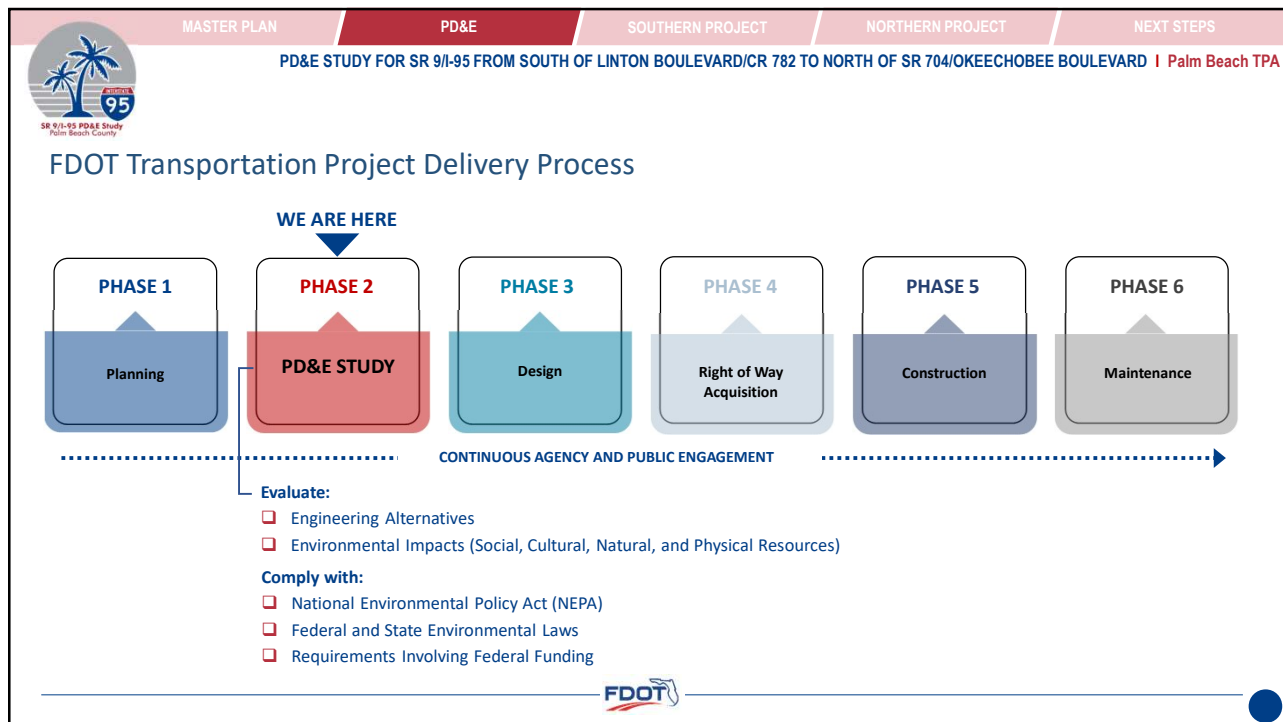 MASTER PLAN
PD&E
SOUTHERN PROJECT
NORTHERN PROJECT
NEXT STEPS
PD&E STUDY FOR SR 9/I-95 FROM SOUTH OF LINTON BOULEVARD/CR 782 TO NORTH OF SR 704/OKEECHOBEE BOULEVARD I Palm Beach TPA
INTERSTATE
95
SR 9/I-95 PD&E Study
Palm Beach County
FDOT Transportation Project Delivery Process
WE ARE HERE
PHASE 1
PHASE 2
PHASE 3
PHASE 4
PHASE 5
PHASE 6
Planning
PD&E STUDY
Design
Right of Way
Acquisition
Construction
Maintenance
CONTINUOUS AGENCY AND PUBLIC ENGAGEMENT
Evaluate:
❑ Engineering Alternatives
❑ Environmental Impacts (Social, Cultural, Natural, and Physical Resources)
Comply with:
❑ National Environmental Policy Act (NEPA)
❑ Federal and State Environmental Laws
❑ Requirements Involving Federal Funding
FDOT